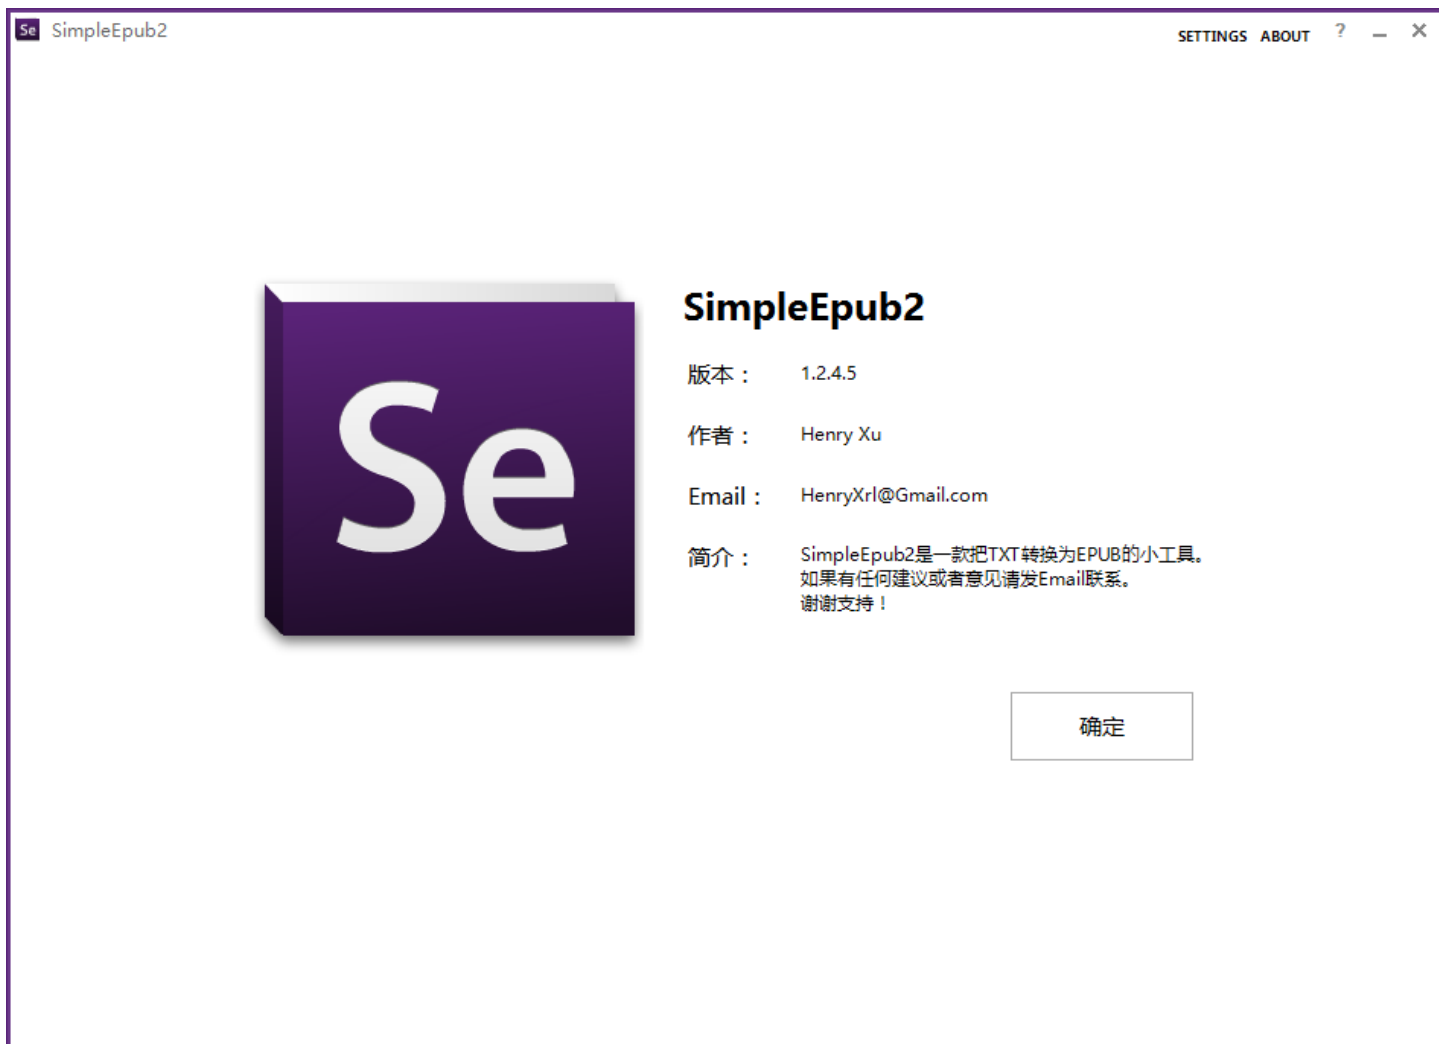 Se SimpleEpub2
SETTINGS ABOUT ?
Se
SimpleEpub2
版本： 1.2.4.5
作者： Henry Xu
Email： HenryXrl@Gmail.com
简介： SimpleEpub2是一款把TXT转换为EPUB的小工具。
如果有任何建议或者意见请发Email联系。
谢谢支持！
确定